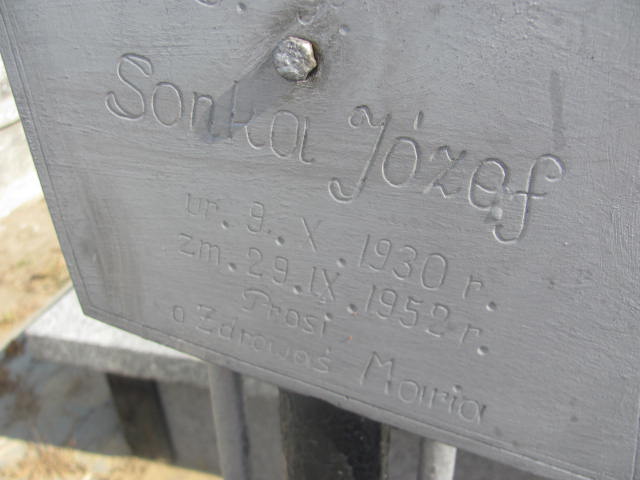 Sonka Józef
ur. 9. X. 1930 r.
zm. 29. IX. 1952 r.
Prosi
o Zdrowaś Maria